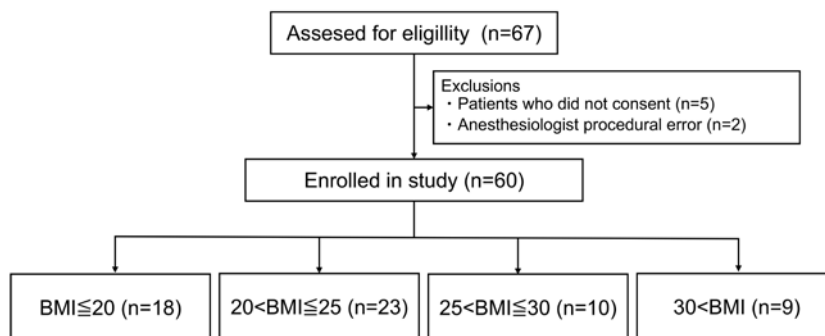 Assesed for eligillity (n=67)
Exclusions
・Patients who did not consent (n=5)
・Anesthesiologist procedural error (n=2)
Enrolled in study (n=60)
BMI≦20 (n=18)
20<BMI≦25 (n=23)
25<BMI≦30 (n=10)
30<BMI (n=9)